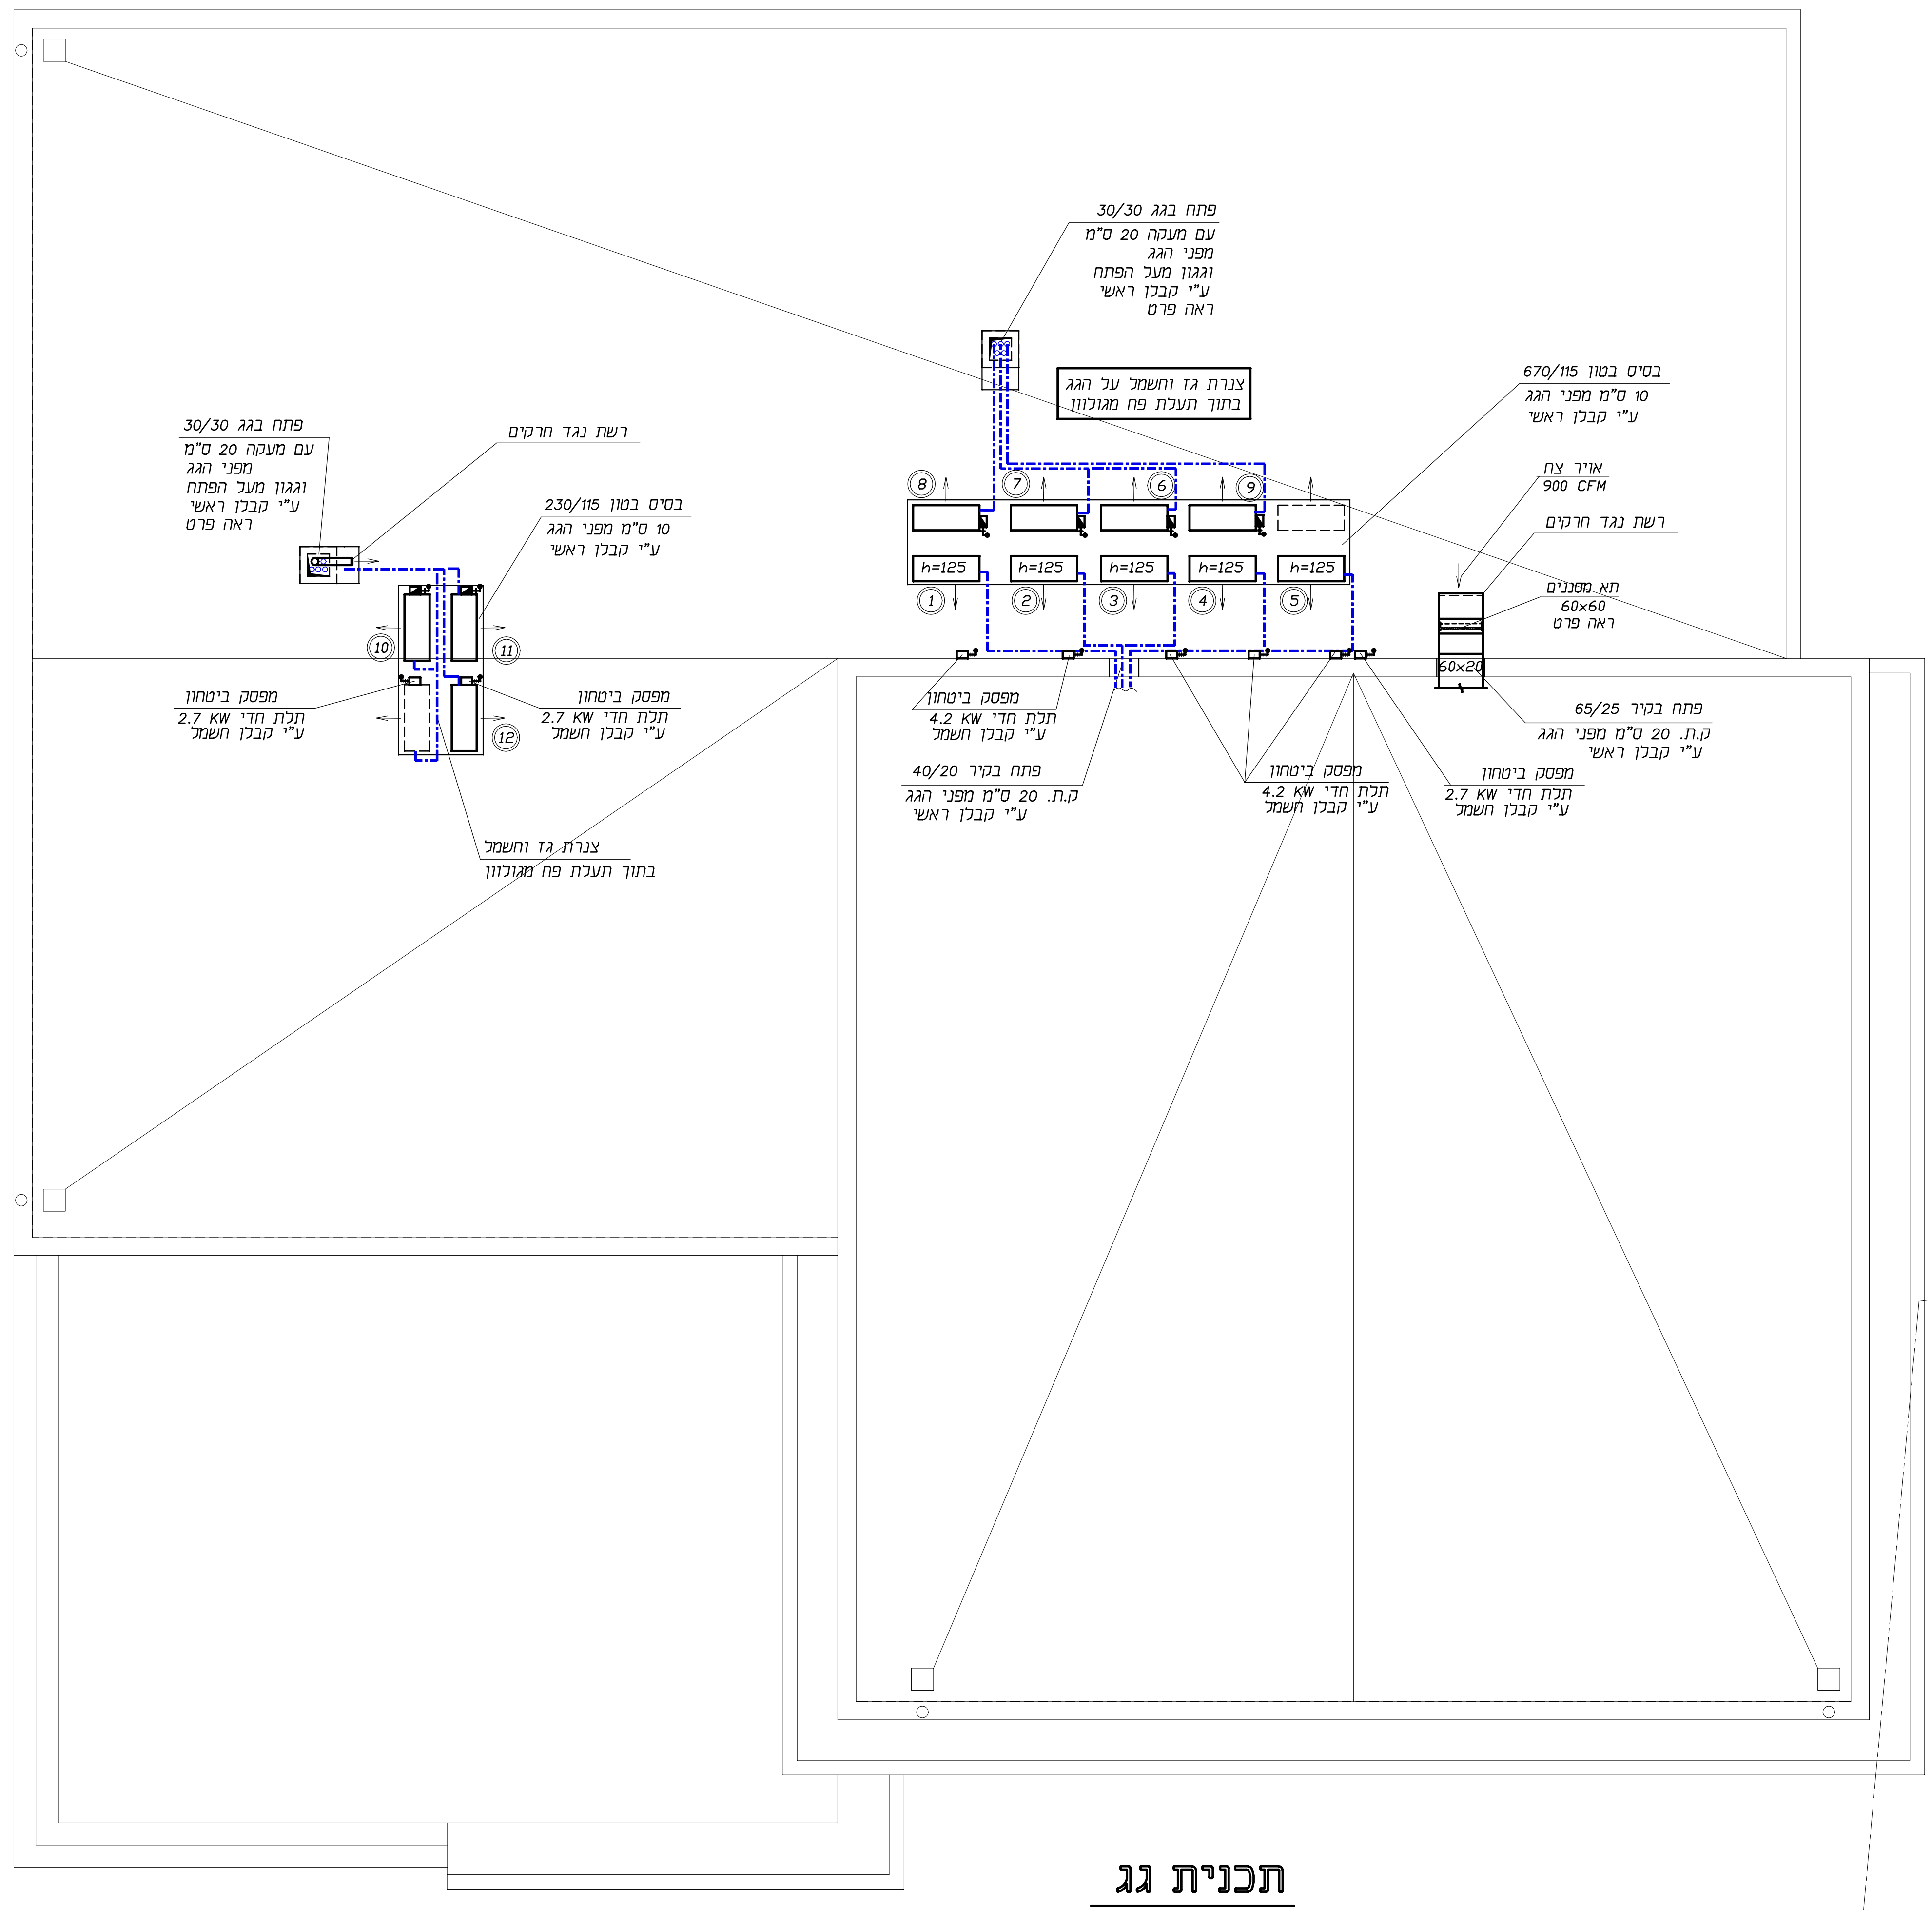 פתח בגג 30/30
עם מעקה 20 ס"מ
מפני הגג
וגגון מעל הפתח
ע"י קבלן ראשי
ראה פרט
צנרת גז וחשמל על הגג
בתוך תעלת פח מגולוון
בסיס בטון 670/115
10 ס"מ מפני הגג
ע"י קבלן ראשי
פתח בגג 30/30
עם מעקה 20 ס"מ
מפני הגג
וגגון מעל הפתח
ע"י קבלן ראשי
ראה פרט
רשת נגד חרקים
בסיס בטון 230/115
10 ס"מ מפני הגג
ע"י קבלן ראשי
אויר צח
900 CFM
רשת נגד חרקים
תא מסננים
60x60
ראה פרט
8
7
6
9
h=125
h=125
h=125
h=125
h=125
1
2
3
4
5
10
11
12
60x20
מפסק ביטחון
תלת חדי 2.7 KW
ע"י קבלן חשמל
מפסק ביטחון
תלת חדי 2.7 KW
ע"י קבלן חשמל
מפסק ביטחון
תלת חדי 4.2 KW
ע"י קבלן חשמל
פתח בקיר 65/25
ק.ת. 20 ס"מ מפני הגג
ע"י קבלן ראשי
פתח בקיר 40/20
ק.ת. 20 ס"מ מפני הגג
ע"י קבלן ראשי
מפסק ביטחון
תלת חדי 4.2 KW
ע"י קבלן חשמל
מפסק ביטחון
תלת חדי 2.7 KW
ע"י קבלן חשמל
צנרת גז וחשמל
בתוך תעלת פח מגולוון
תכנית גג